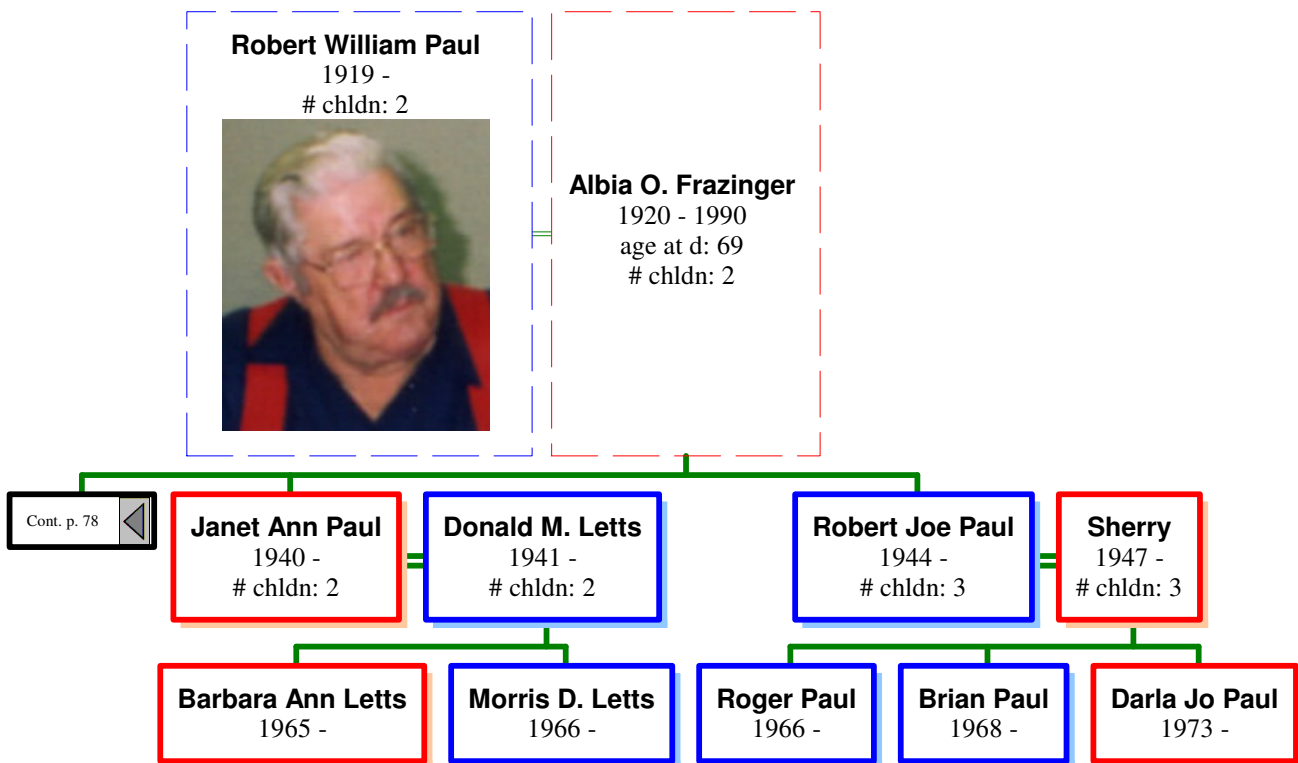 Robert William Paul
1919 -
# chldn: 2
Albia O. Frazinger
1920 - 1990
age at d: 69
# chldn: 2
Cont. p. 78
Janet Ann Paul
1940 -
# chldn: 2
Donald M. Letts
1941 -
# chldn: 2
Robert Joe Paul
1944 -
# chldn: 3
Sherry
1947 -
# chldn: 3
Barbara Ann Letts
1965 -
Morris D. Letts
1966 -
Roger Paul
1966 -
Brian Paul
1968 -
Darla Jo Paul
1973 -